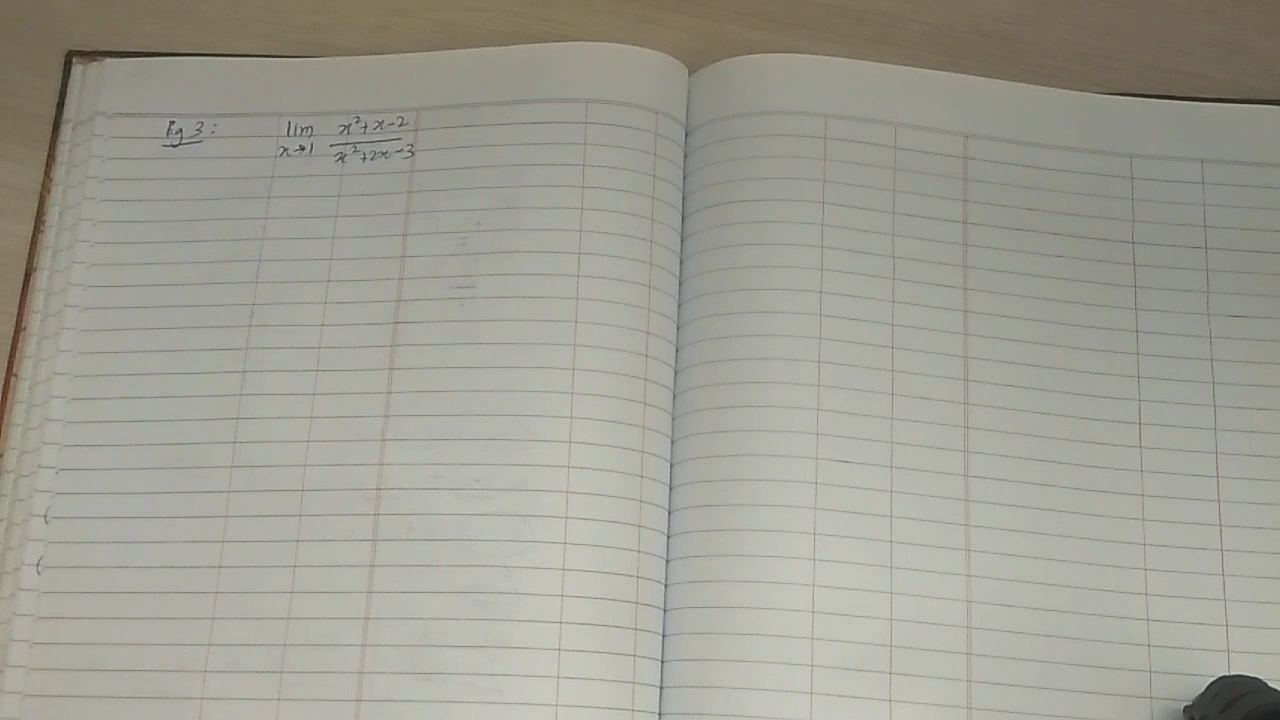 Eg 3: lim x→1 x²+x-2 / x²+2x-3